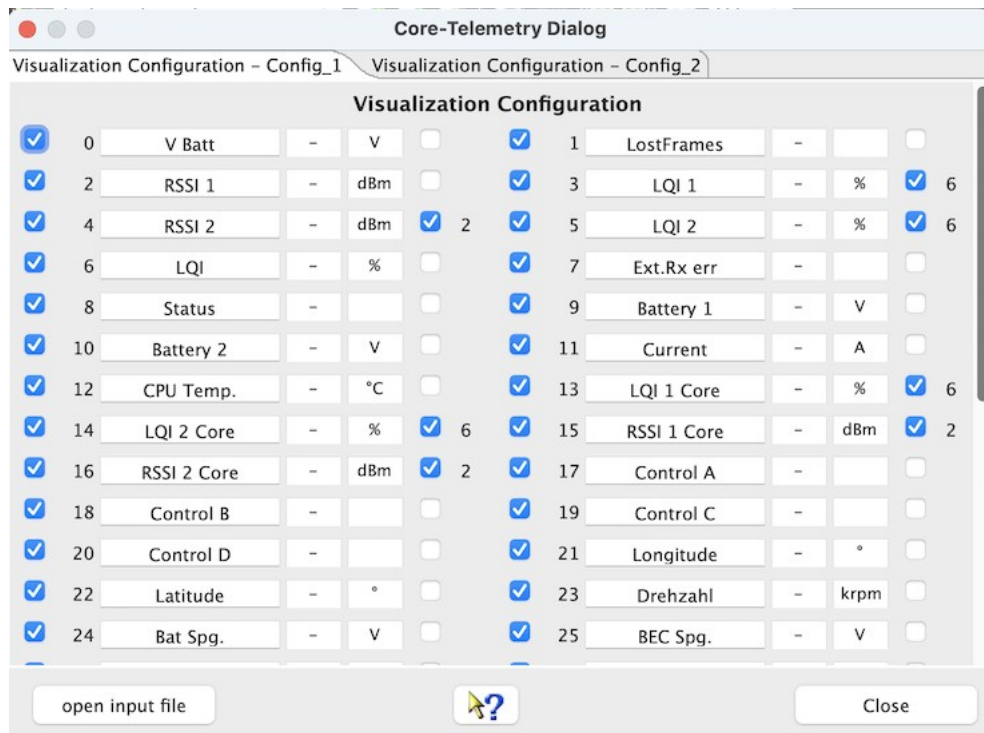 Core-Telemetry Dialog
Visualization Configuration – Config_1 Visualization Configuration – Config_2
Visualization Configuration
0 V Batt – V 1 LostFrames –
2 RSSI 1 – dBm 3 LQI 1 – % 6
4 RSSI 2 – dBm 2 5 LQI 2 – % 6
6 LQI – % 7 Ext.Rx err –
8 Status – 9 Battery 1 – V
10 Battery 2 – V 11 Current – A
12 CPU Temp. – °C 13 LQI 1 Core – % 6
14 LQI 2 Core – % 6 15 RSSI 1 Core – dBm 2
16 RSSI 2 Core – dBm 2 17 Control A –
18 Control B – 19 Control C –
20 Control D – 21 Longitude – °
22 Latitude – ° 23 Drehzahl – krpm
24 Bat Spg. – V 25 BEC Spg. – V
open input file ? Close